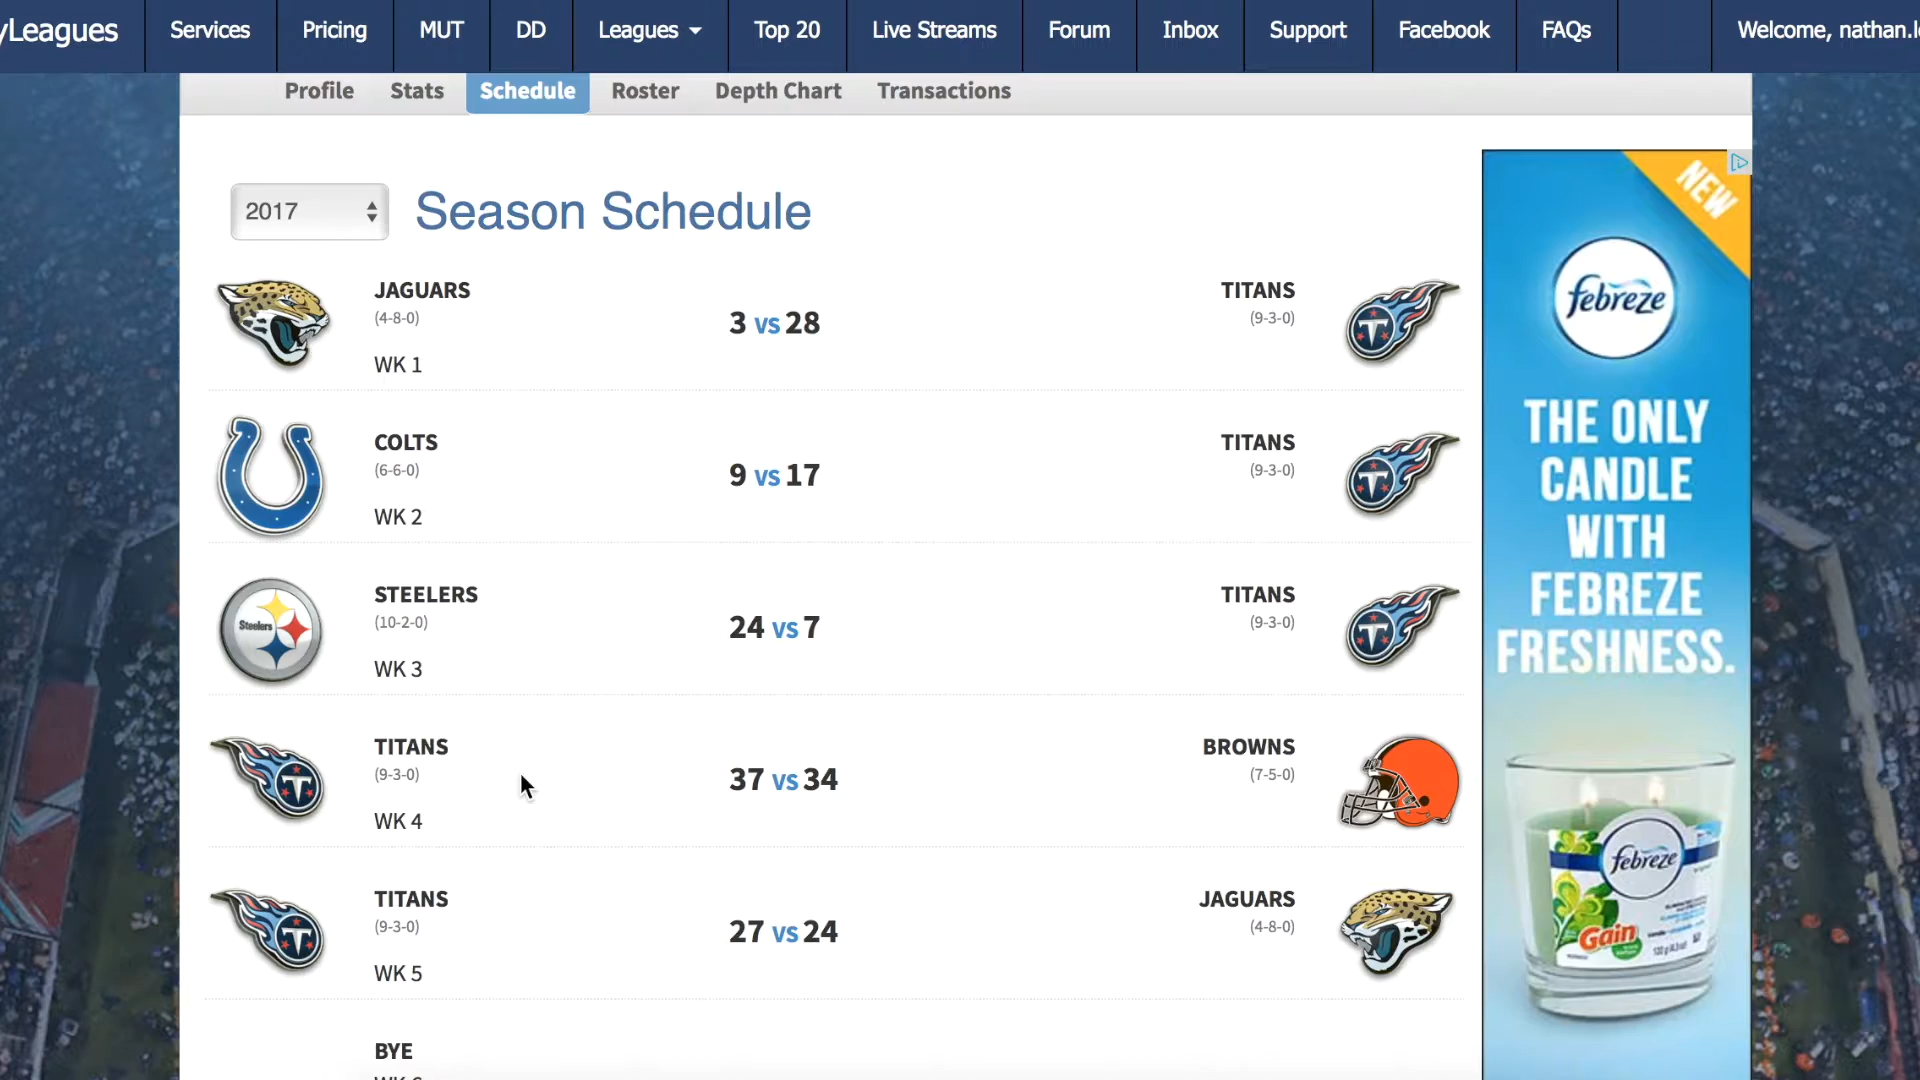 yLeagues Services Pricing MUT DD Leagues Top 20 Live Streams Forum Inbox Support Facebook FAQs Welcome, nathan.l
Profile Stats Schedule Roster Depth Chart Transactions
2017 Season Schedule
JAGUARS 3 vs 28 TITANS
(4-8-0) (9-3-0)
WK 1
COLTS 9 vs 17 TITANS
(6-6-0) (9-3-0)
WK 2
STEELERS 24 vs 7 TITANS
(10-2-0) (9-3-0)
WK 3
Steelers
TITANS 37 vs 34 BROWNS
(9-3-0) (7-5-0)
WK 4
TITANS 27 vs 24 JAGUARS
(9-3-0) (4-8-0)
WK 5
BYE
NEW
febreze
THE ONLY
CANDLE
WITH
FEBREZE
FRESHNESS.
febreze
Gain